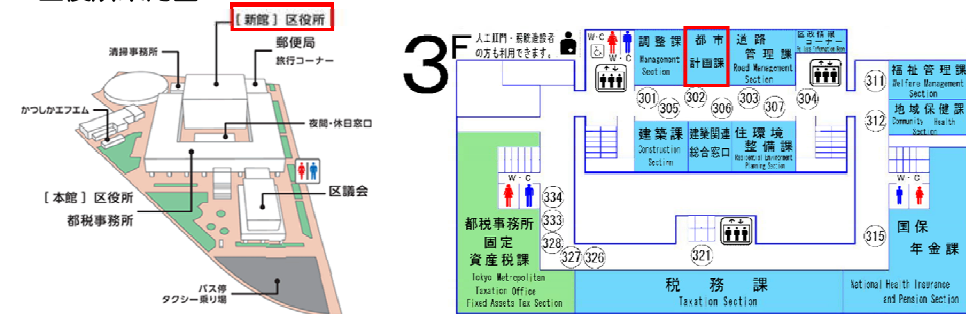 [新館] 区役所
郵便局
旅行コーナー
清掃事務所
かつしかエフエム
夜間・休日窓口
[本館] 区役所
都税事務所
区議会
バス停
タクシー乗り場
3F
人工肛門・膀胱造設者
の方も利用できます。
W・C
W・C
調整課
Management
Section
都市
計画課
道路
管理課
Road Management
Section
区政情報
コーナー
301
305
302
306
303
307
304
311
福祉管理課
Welfare Management
Section
312
地域保健課
Community Health
Section
建築課
Construction
Section
建築関連
総合窓口
住環境
整備課
Residential Environment
Planning Section
W・C
334
333
328
327
326
都税事務所
固定
資産税課
Tokyo Metropolitan
Taxation Office
Fixed Assets Tax Section
321
税務課
Taxation Section
W・C
315
国保
年金課
National Health Insurance
and Pension Section